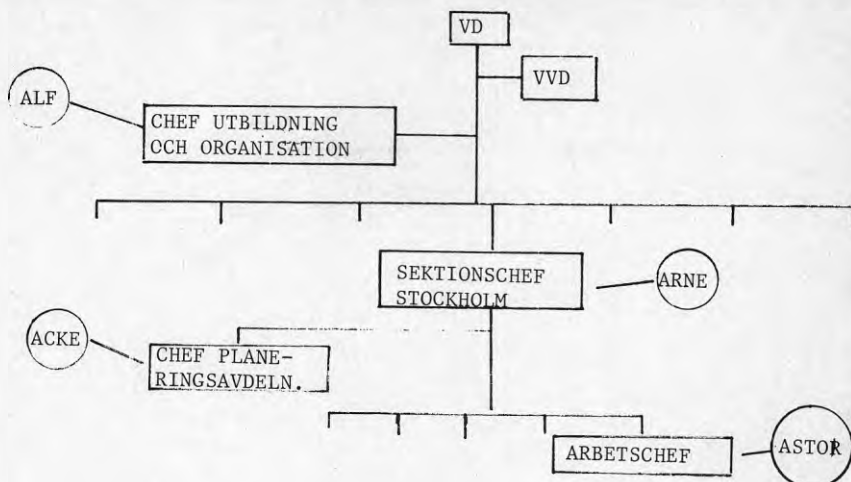 VD
VVD
ALF
CHEF UTBILDNING
OCH ORGANISATION
SEKTIONSCHEF
STOCKHOLM
ARNE
ACKE
CHEF PLANE-
RINGSAVDELN.
ARBETSCHEF
ASTOR